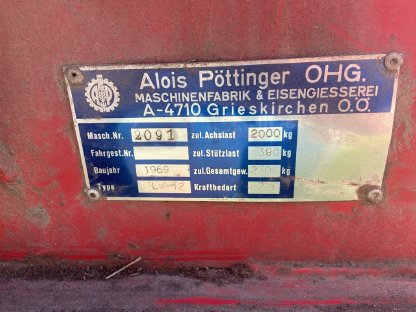 Alois Pöttinger OHG.
MASCHINENFABRIK & EISENGIESSEREI
A-4710 Grieskirchen O.Ö.
Masch.Nr. 2091 zul. Achslast 2000 kg
Fahrgest.Nr. zul. Stützlast 380 kg
Baujahr 1969 zul. Gesamtgew. kg
Type Kraftbedarf